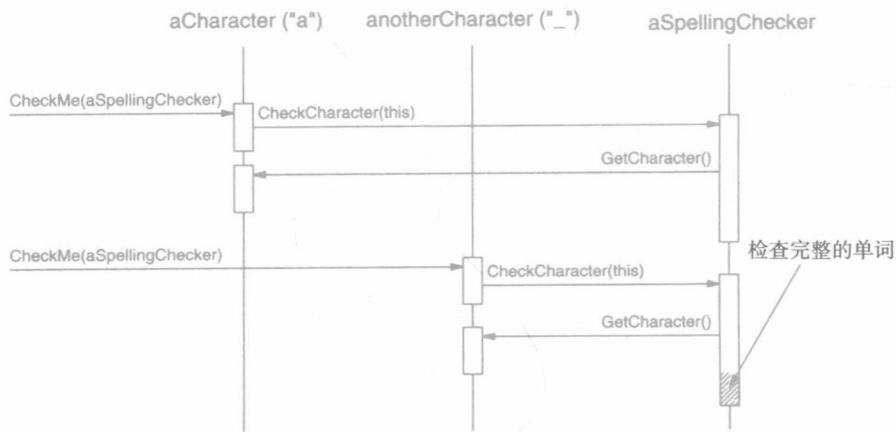 aCharacter ("a") anotherCharacter ("_") aSpellingChecker
CheckMe(aSpellingChecker)
CheckCharacter(this)
GetCharacter()
CheckMe(aSpellingChecker)
检查完整的单词
CheckCharacter(this)
GetCharacter()